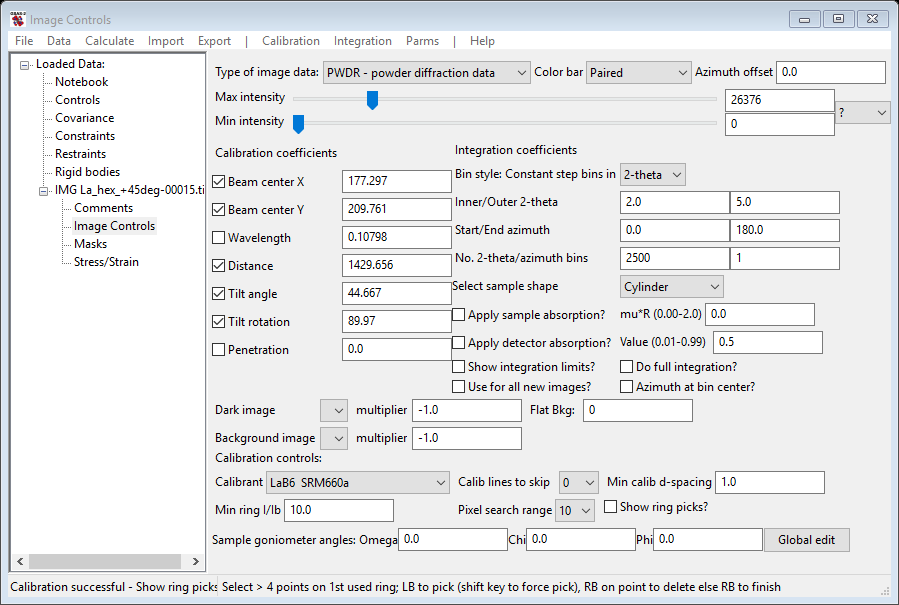 Image Controls
File Data Calculate Import Export | Calibration Integration Parms | Help
Loaded Data:
Notebook
Controls
Covariance
Constraints
Restraints
Rigid bodies
IMG La_hex_+45deg-00015.ti
Comments
Image Controls
Masks
Stress/Strain
Type of image data: PWDR - powder diffraction data Color bar Paired Azimuth offset 0.0
Max intensity 26376
Min intensity 0 ?
Calibration coefficients
Beam center X 177.297
Beam center Y 209.761
Wavelength 0.10798
Distance 1429.656
Tilt angle 44.667
Tilt rotation 89.97
Penetration 0.0
Integration coefficients
Bin style: Constant step bins in 2-theta
Inner/Outer 2-theta 2.0 5.0
Start/End azimuth 0.0 180.0
No. 2-theta/azimuth bins 2500 1
Select sample shape Cylinder
Apply sample absorption? mu*R (0.00-2.0) 0.0
Apply detector absorption? Value (0.01-0.99) 0.5
Show integration limits? Do full integration?
Use for all new images? Azimuth at bin center?
Dark image multiplier -1.0 Flat Bkg: 0
Background image multiplier -1.0
Calibration controls:
Calibrant LaB6 SRM660a Calib lines to skip 0 Min calib d-spacing 1.0
Min ring I/Ib 10.0 Pixel search range 10 Show ring picks?
Sample goniometer angles: Omega 0.0 Chi 0.0 Phi 0.0 Global edit
Calibration successful - Show ring picks Select > 4 points on 1st used ring; LB to pick (shift key to force pick), RB on point to delete else RB to finish